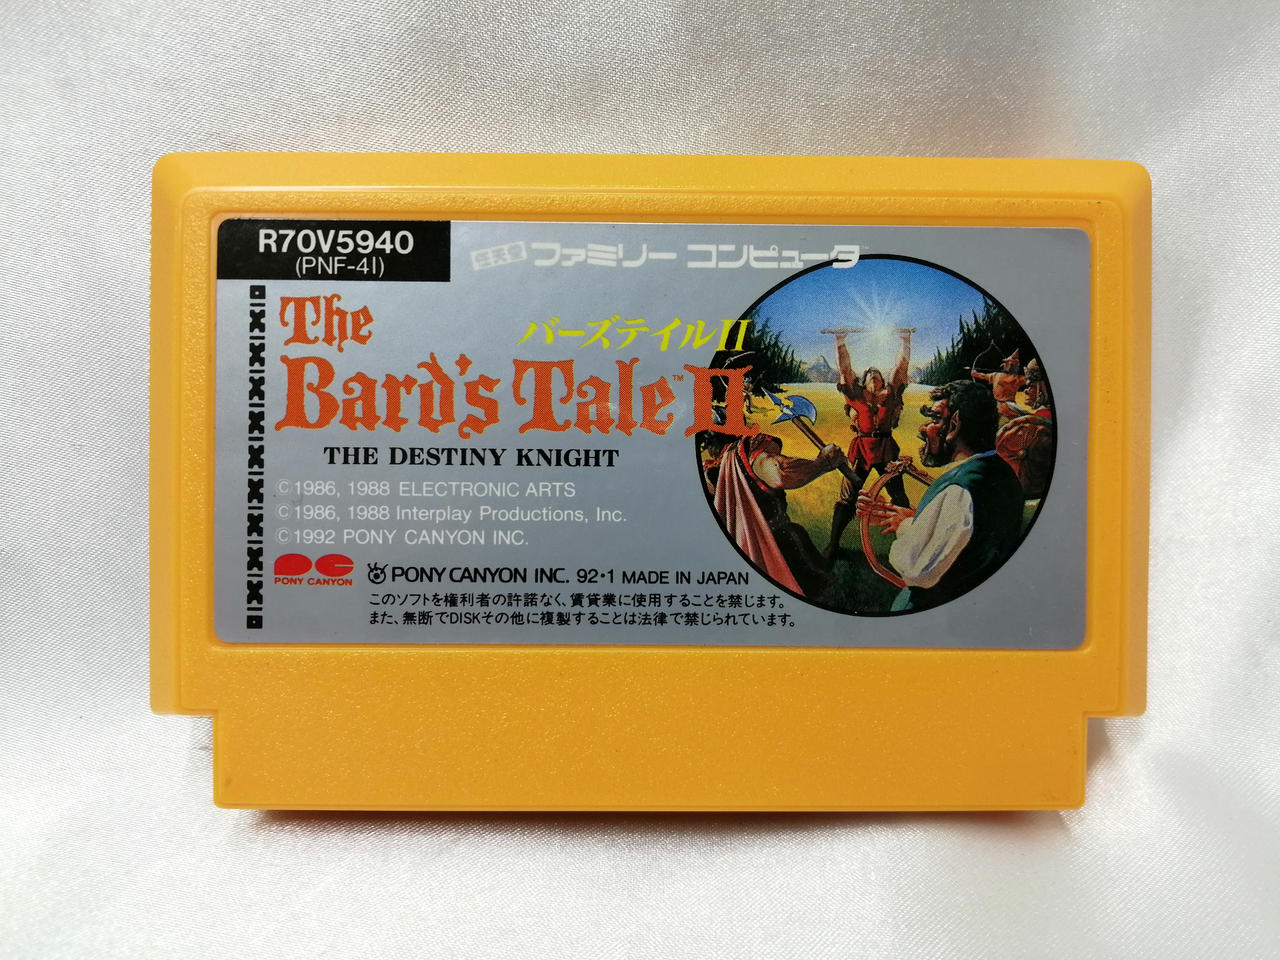 R70V5940
(PNF-4I)
任天堂 ファミリー コンピュータ™
The
バーズテイルII
Bard's Tale™ II
THE DESTINY KNIGHT
©1986, 1988 ELECTRONIC ARTS
©1986, 1988 Interplay Productions, Inc.
©1992 PONY CANYON INC.
PONY CANYON
PONY CANYON INC. 92・1 MADE IN JAPAN
このソフトを権利者の許諾なく、賃貸業に使用することを禁じます。
また、無断でDISKその他に複製することは法律で禁じられています。